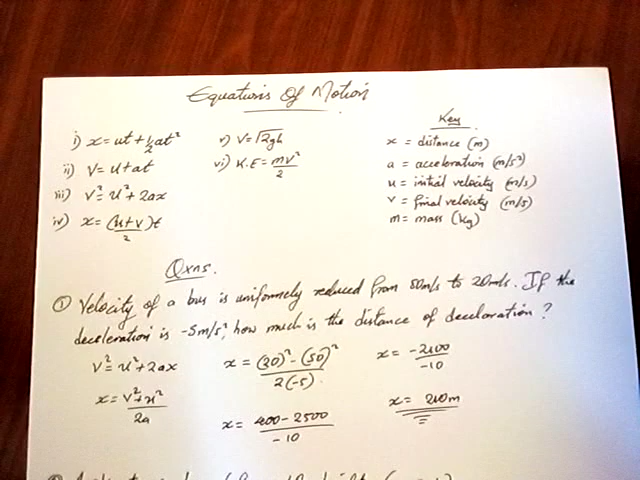 Equations Of Motion
i) x = ut + ½at²
ii) V = u + at
iii) V² = u² + 2ax
iv) x = (u+v)t/2
v) V = √2gh
vi) K.E = mv²/2
Key
x = distance (m)
a = acceleration (m/s²)
u = initial velocity (m/s)
v = final velocity (m/s)
m = mass (kg)
Qxns.
① Velocity of a bus is uniformely reduced from 50m/s to 20m/s. If the
deceleration is -5m/s², how much is the distance of decelaration?
V² = u² + 2ax
x = V² + u²/2a
x = (20)² - (50)²/2(-5)
x = 400 - 2500/-10
x = -2100/-10
x = 210m